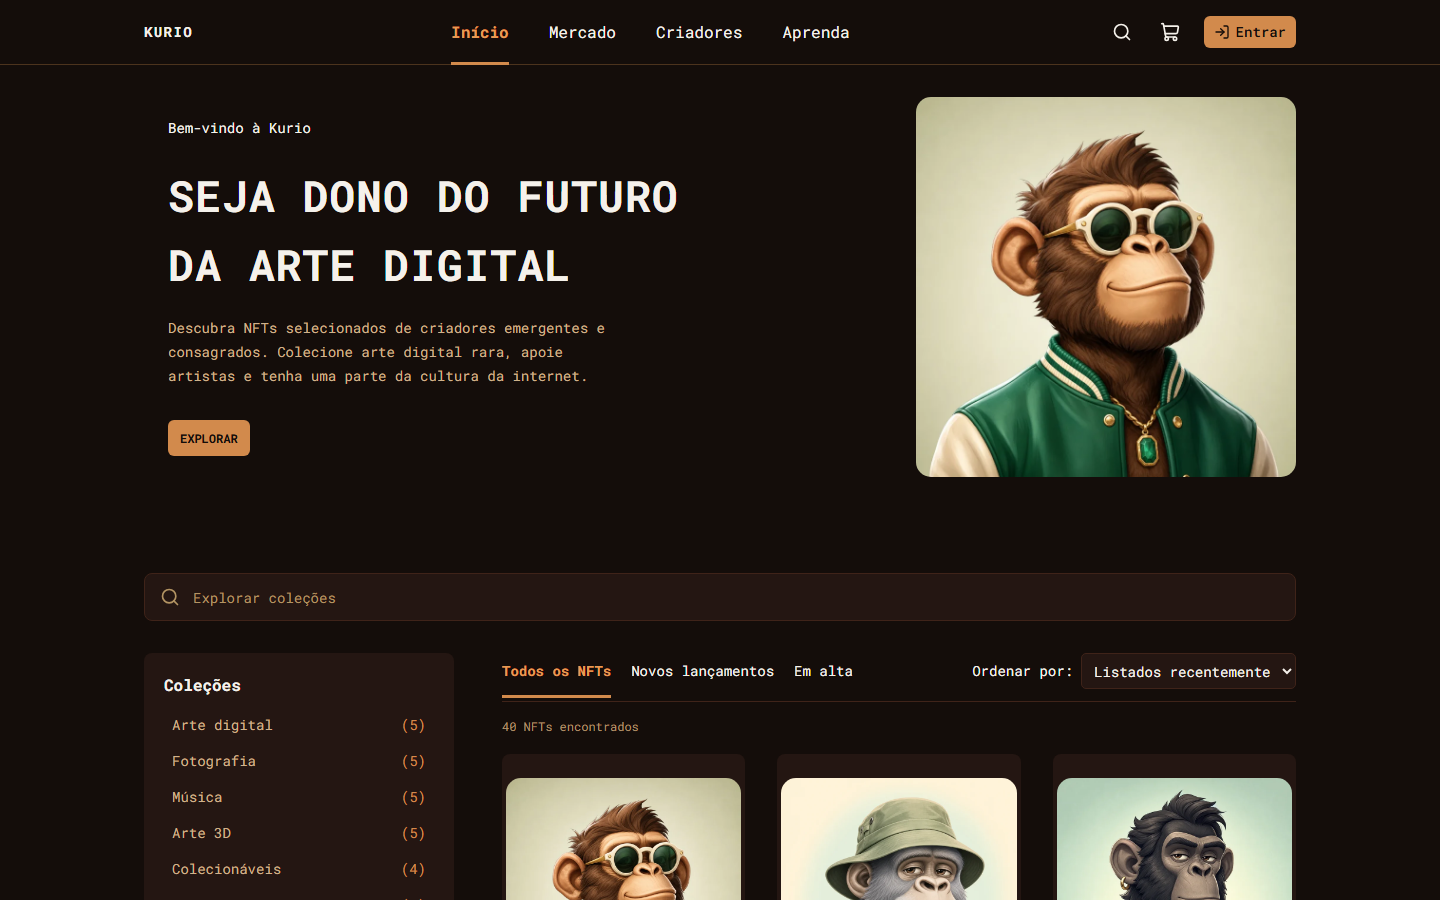 KURIO
Início
Mercado
Criadores
Aprenda
Entrar
Bem-vindo à Kurio
SEJA DONO DO FUTURO
DA ARTE DIGITAL
Descubra NFTs selecionados de criadores emergentes e
consagrados. Colecione arte digital rara, apoie
artistas e tenha uma parte da cultura da internet.
EXPLORAR
Explorar coleções
Coleções
Arte digital (5)
Fotografia (5)
Música (5)
Arte 3D (5)
Colecionáveis (4)
Todos os NFTs
Novos lançamentos
Em alta
Ordenar por: Listados recentemente
40 NFTs encontrados